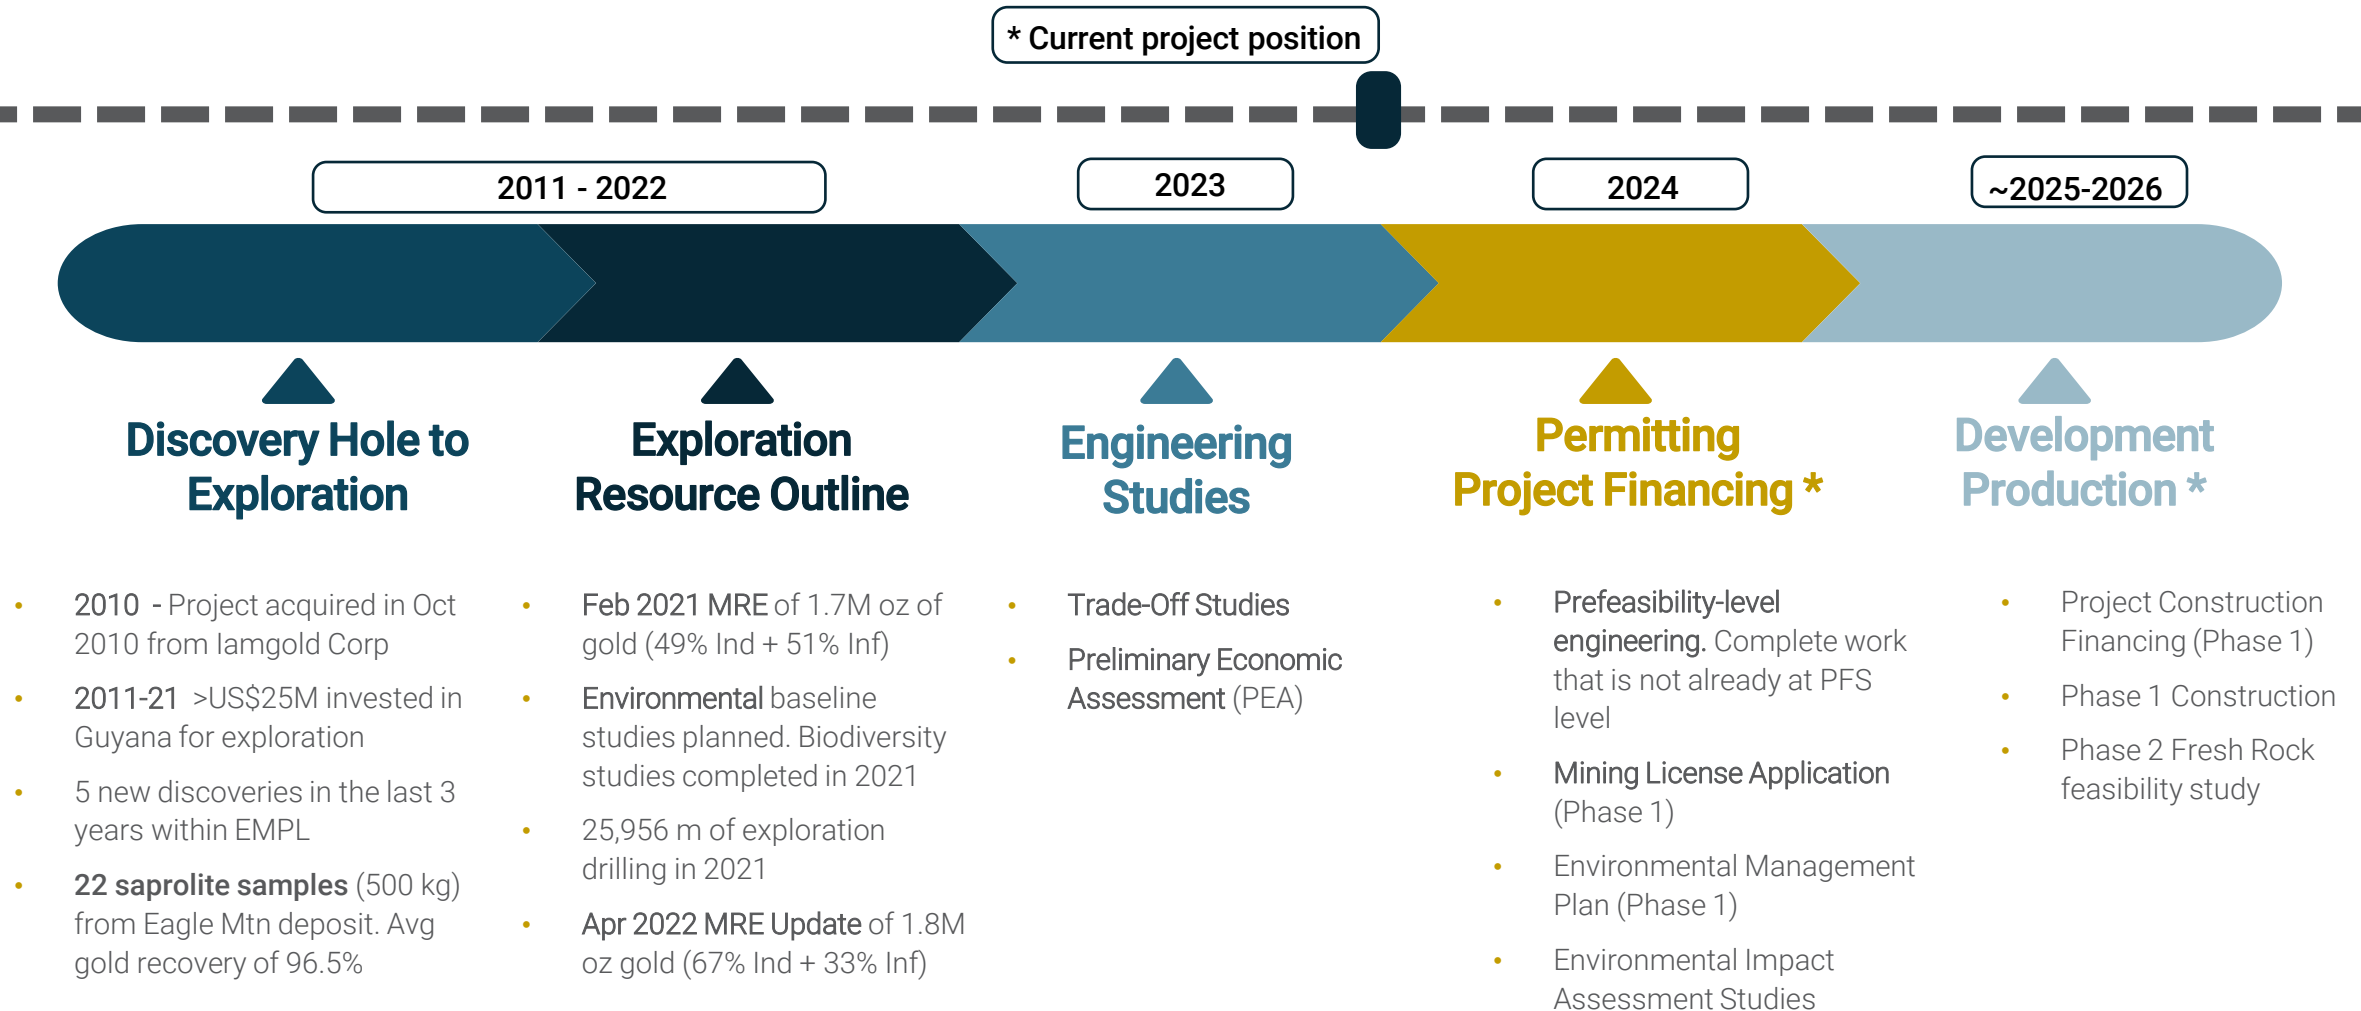 * Current project position
2011 - 2022
2023
2024
~2025-2026
Discovery Hole to
Exploration
Exploration
Resource Outline
Engineering
Studies
Permitting
Project Financing *
Development
Production *
• 2010 - Project acquired in Oct
2010 from Iamgold Corp
• 2011-21 >US$25M invested in
Guyana for exploration
• 5 new discoveries in the last 3
years within EMPL
• 22 saprolite samples (500 kg)
from Eagle Mtn deposit. Avg
gold recovery of 96.5%
• Feb 2021 MRE of 1.7M oz of
gold (49% Ind + 51% Inf)
• Environmental baseline
studies planned. Biodiversity
studies completed in 2021
• 25,956 m of exploration
drilling in 2021
• Apr 2022 MRE Update of 1.8M
oz gold (67% Ind + 33% Inf)
• Trade-Off Studies
• Preliminary Economic
Assessment (PEA)
• Prefeasibility-level
engineering. Complete work
that is not already at PFS
level
• Mining License Application
(Phase 1)
• Environmental Management
Plan (Phase 1)
• Environmental Impact
Assessment Studies
• Project Construction
Financing (Phase 1)
• Phase 1 Construction
• Phase 2 Fresh Rock
feasibility study